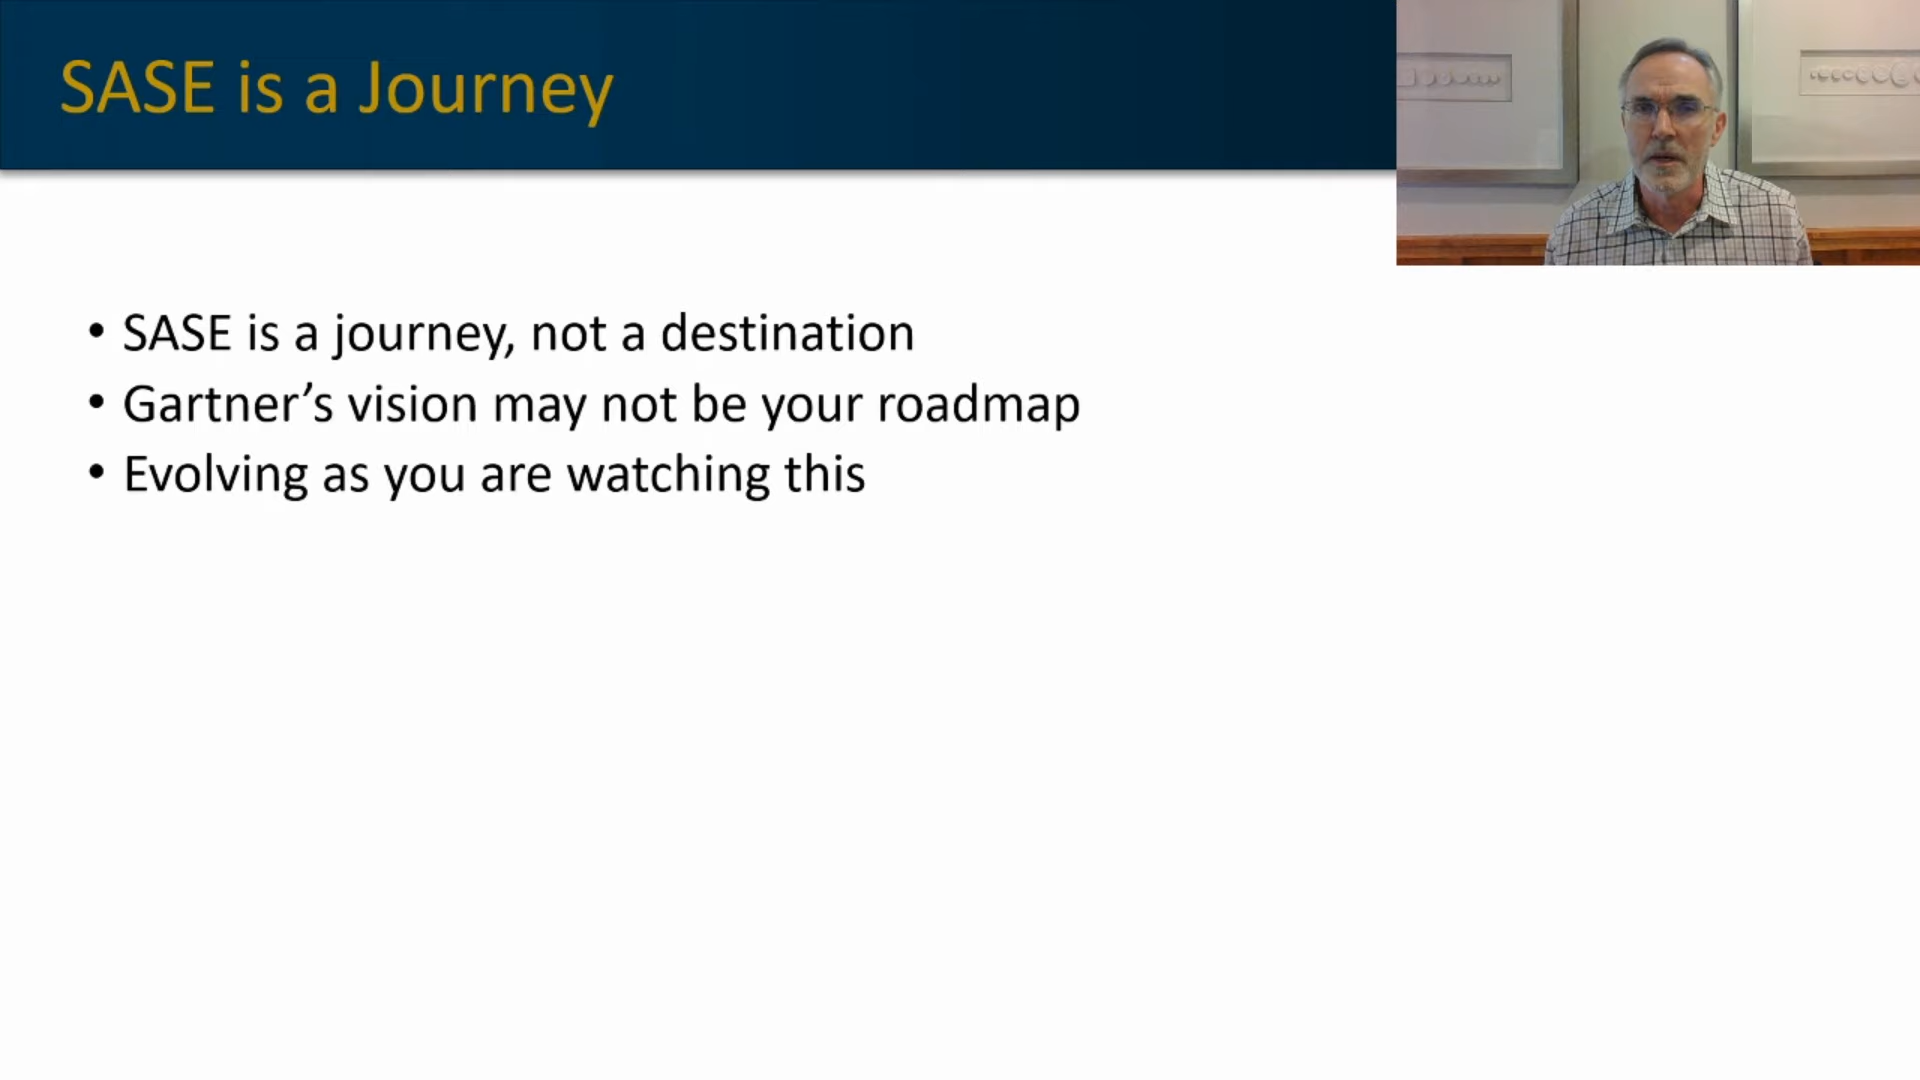 SASE is a Journey
• SASE is a journey, not a destination
• Gartner’s vision may not be your roadmap
• Evolving as you are watching this